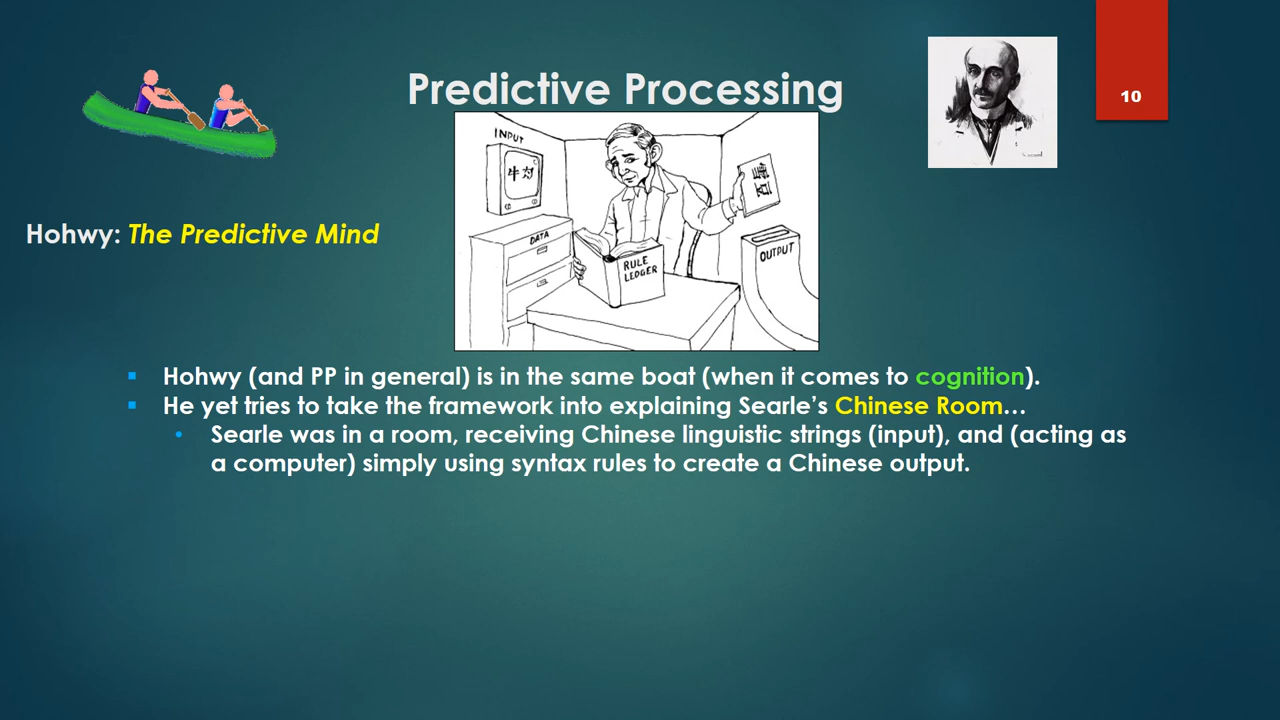 Predictive Processing
10
INPUT
DATA
RULE
LEDGER
OUTPUT
Hohwy: The Predictive Mind
Hohwy (and PP in general) is in the same boat (when it comes to cognition).
He yet tries to take the framework into explaining Searle’s Chinese Room…
Searle was in a room, receiving Chinese linguistic strings (input), and (acting as
a computer) simply using syntax rules to create a Chinese output.